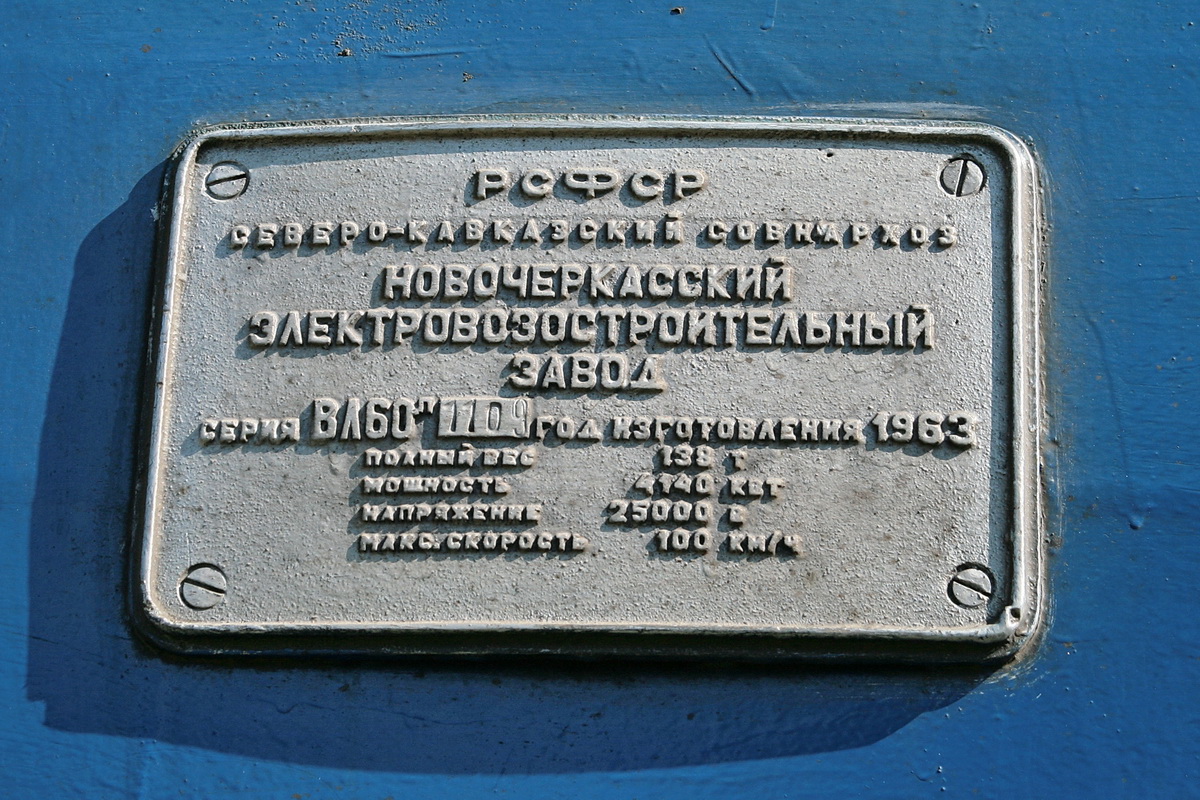 РСФСР
СЕВЕРО-КАВКАЗСКИЙ СОВНАРХОЗ
НОВОЧЕРКАССКИЙ
ЭЛЕКТРОВОЗОСТРОИТЕЛЬНЫЙ
ЗАВОД
СЕРИЯ ВЛ60П 1109 ГОД ИЗГОТОВЛЕНИЯ 1963
ПОЛНЫЙ ВЕС 138 Т
МОЩНОСТЬ 4140 КВТ
НАПРЯЖЕНИЕ 25000 В
МАКС. СКОРОСТЬ 100 КМ/Ч